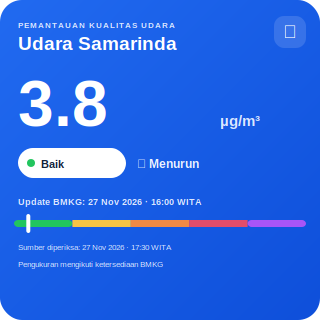 PEMANTAUAN KUALITAS UDARA
Udara Samarinda
3.8
µg/m³
Baik
Menurun
Update BMKG: 27 Nov 2026 · 16:00 WITA
Sumber diperiksa: 27 Nov 2026 · 17:30 WITA
Pengukuran mengikuti ketersediaan BMKG